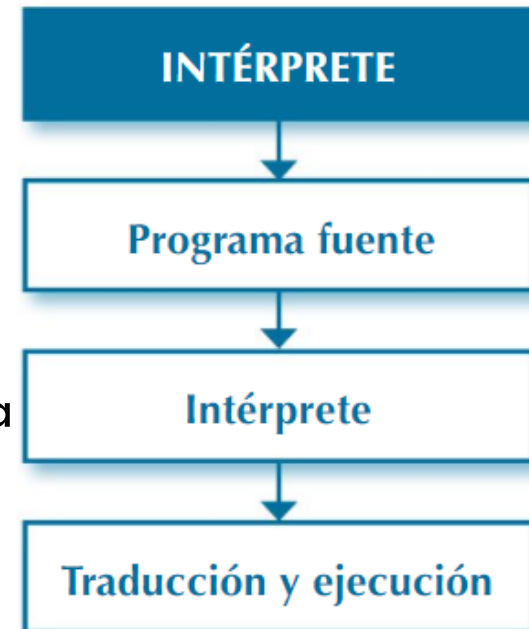 INTÉRPRETE
Programa fuente
a
Intérprete
Traducción y ejecución